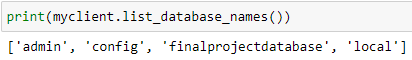 print(myclient.list_database_names())
['admin', 'config', 'finalprojectdatabase', 'local']